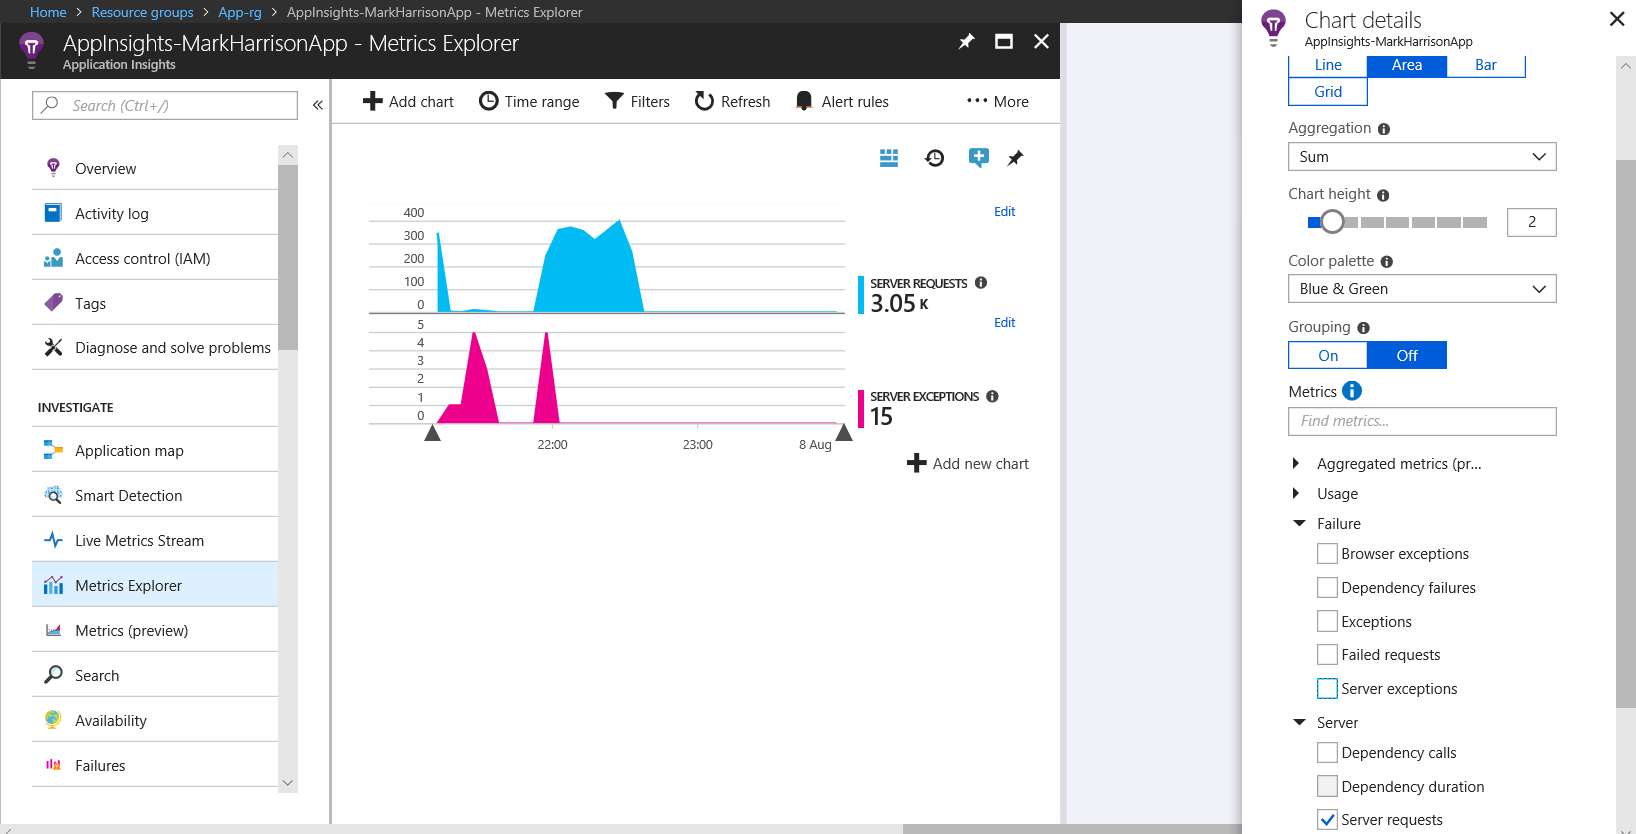 Home > Resource groups > App-rg > AppInsights-MarkHarrisonApp - Metrics Explorer
AppInsights-MarkHarrisonApp - Metrics Explorer
Application Insights
Search (Ctrl+/)
«
Overview
Activity log
Access control (IAM)
Tags
Diagnose and solve problems
INVESTIGATE
Application map
Smart Detection
Live Metrics Stream
Metrics Explorer
Metrics (preview)
Search
Availability
Failures
Add chart
Time range
Filters
Refresh
Alert rules
More
Edit
400
300
200
100
0
SERVER REQUESTS
3.05 K
Edit
5
4
3
2
1
0
SERVER EXCEPTIONS
15
22:00
23:00
8 Aug
Add new chart
Chart details
AppInsights-MarkHarrisonApp
Line
Area
Bar
Grid
Aggregation
Sum
Chart height
2
Color palette
Blue & Green
Grouping
On
Off
Metrics
Find metrics...
Aggregated metrics (pr...
Usage
Failure
Browser exceptions
Dependency failures
Exceptions
Failed requests
Server exceptions
Server
Dependency calls
Dependency duration
Server requests